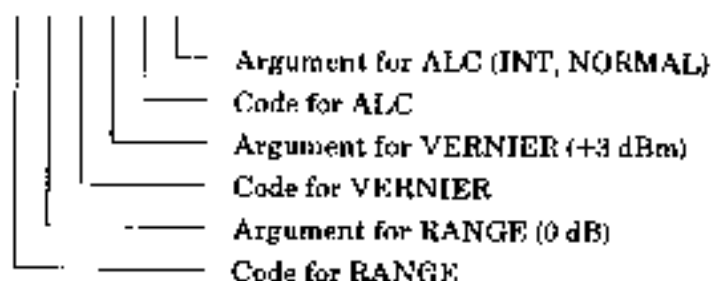 Argument for ALC (INT, NORMAL)
Code for ALC
Argument for VERNIER (+3 dBm)
Code for VERNIER
Argument for RANGE (0 dB)
Code for RANGE